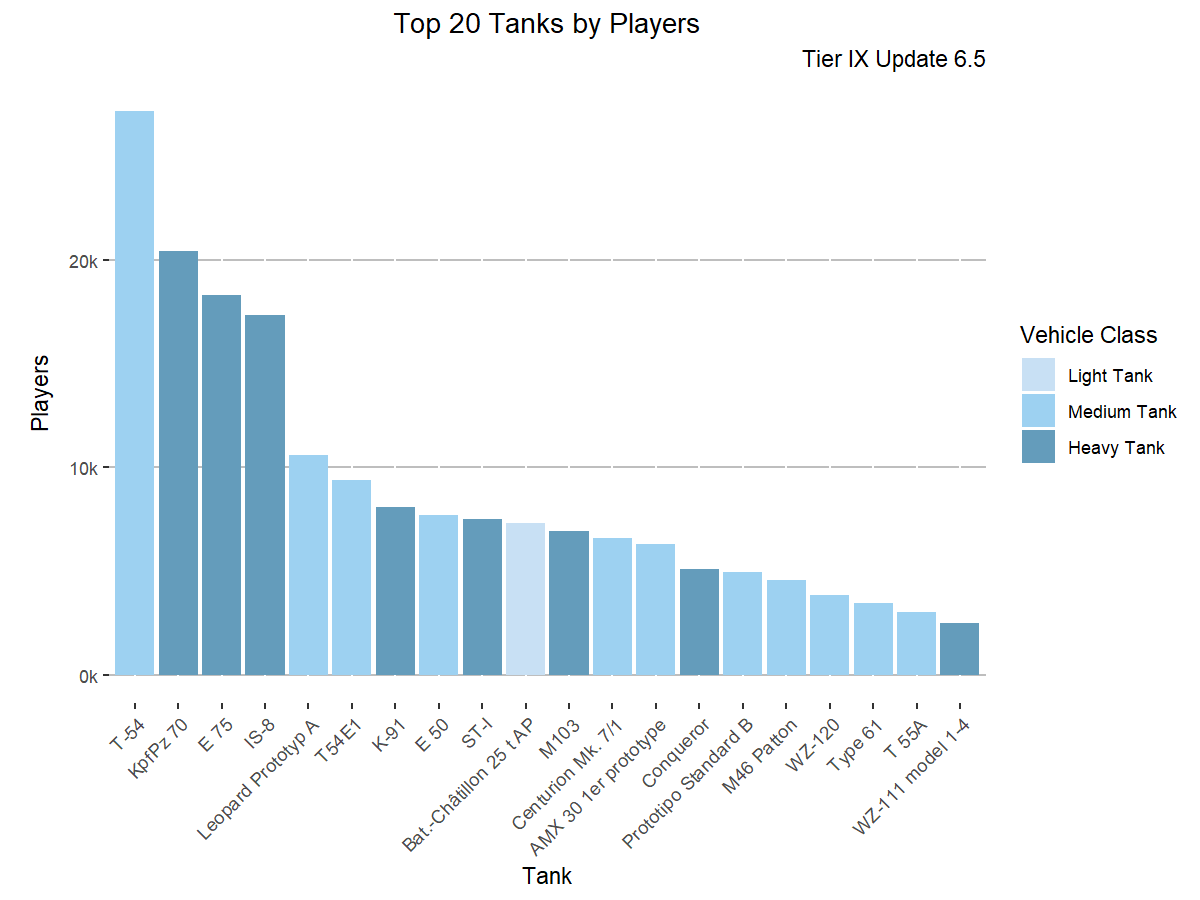 Top 20 Tanks by Players
Tier IX Update 6.5
Players
20k
10k
0k
T-54
KpfPz 70
E 75
IS-8
Leopard Prototyp A
T54E1
K-91
E 50
ST-I
Bat.-Châtillon 25 t AP
M103
Centurion Mk. 7/1
AMX 30 1er prototype
Conqueror
Prototipo Standard B
M46 Patton
WZ-120
Type 61
T 55A
WZ-111 model 1-4
Tank
Vehicle Class
Light Tank
Medium Tank
Heavy Tank